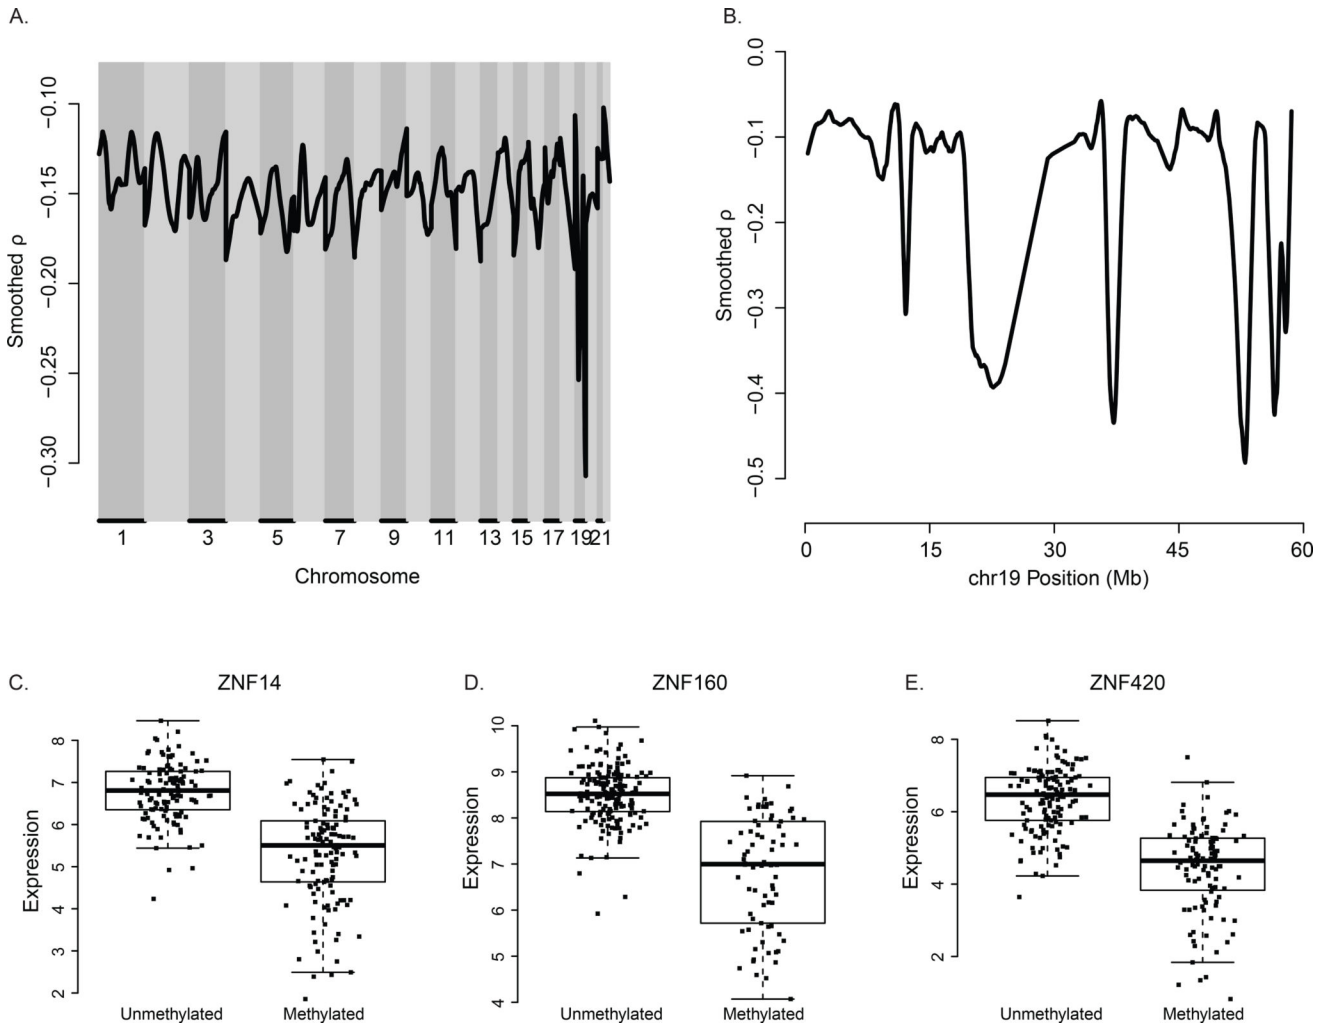 A.
B.
−0.10
−0.15
−0.20
−0.25
−0.30
Smoothed ρ
1 3 5 7 9 11 13 15 17 19 21
Chromosome
0.0
−0.1
−0.2
−0.3
−0.4
−0.5
Smoothed ρ
0 15 30 45 60
chr19 Position (Mb)
C. ZNF14
8
7
6
5
4
3
2
Expression
Unmethylated Methylated
D. ZNF160
10
9
8
7
6
5
4
Expression
Unmethylated Methylated
E. ZNF420
8
6
4
2
Expression
Unmethylated Methylated